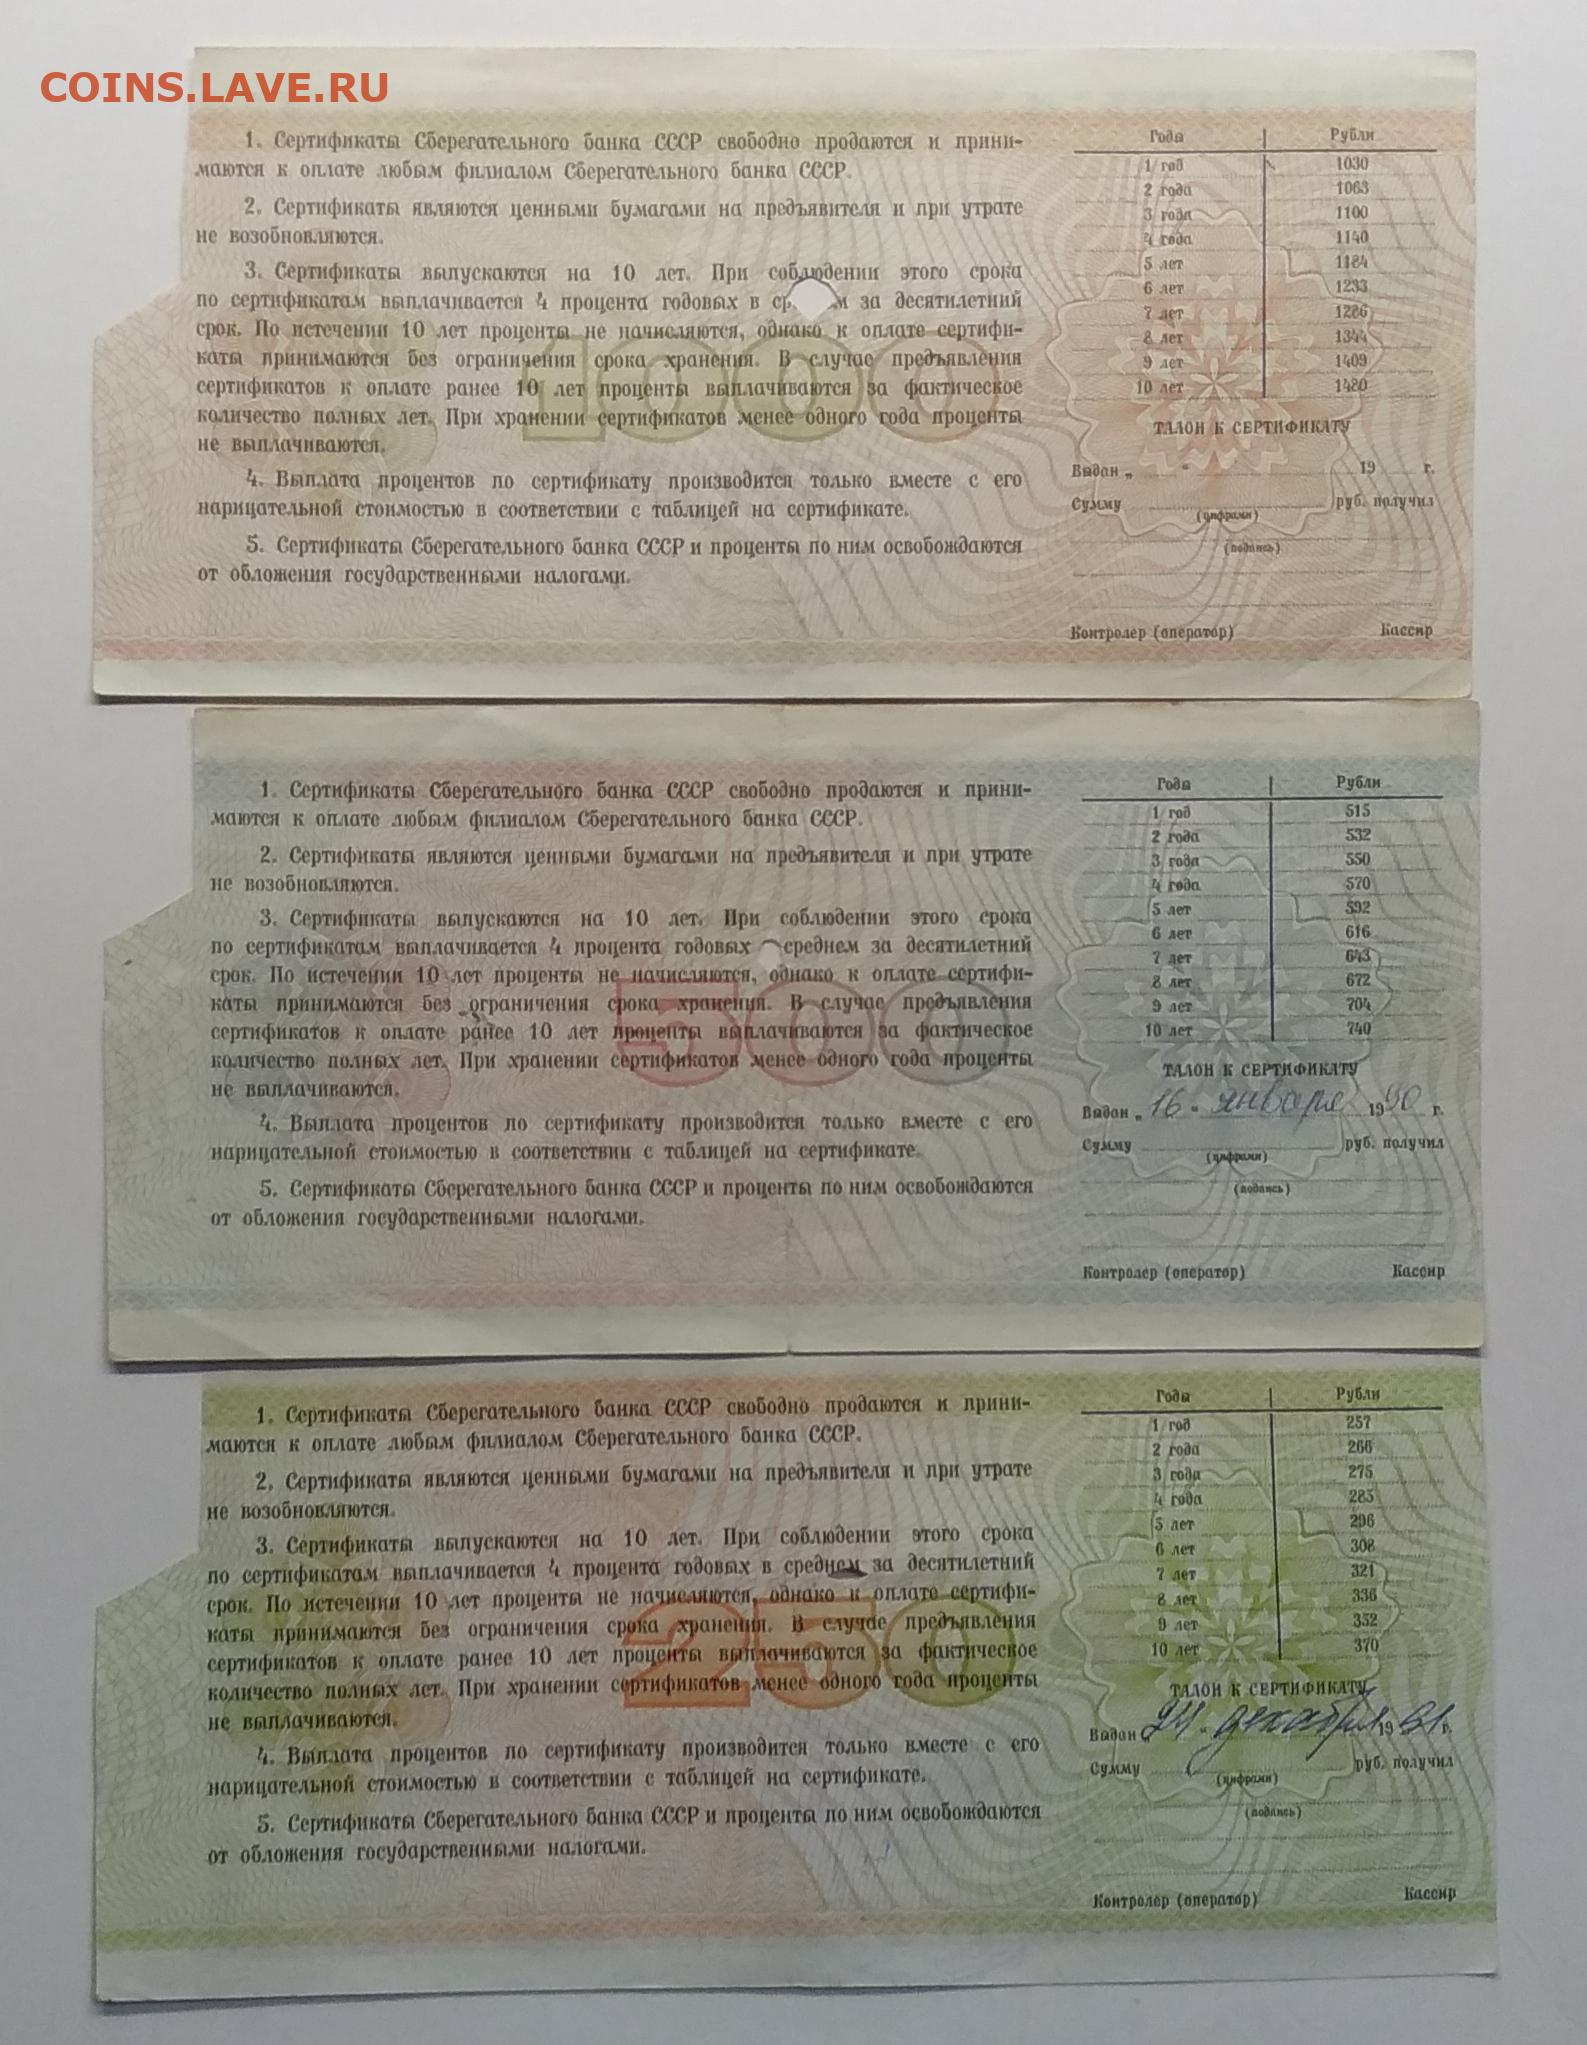 COINS.LAVE.RU
1. Сертификаты Сберегательного банка СССР свободно продаются и прини-
маются к оплате любым филиалом Сберегательного банка СССР.
2. Сертификаты являются ценными бумагами на предъявителя и при утрате
не возобновляются.
3. Сертификаты выпускаются на 10 лет. При соблюдении этого срока
по сертификатам выплачивается 4 процента годовых в ср м за десятилетний
срок. По истечении 10 лет проценты не начисляются, однако к оплате сертифи-
каты принимаются без ограничения срока хранения. В случае предъявления
сертификатов к оплате ранее 10 лет проценты выплачиваются за фактическое
количество полных лет. При хранении сертификатов менее одного года проценты
не выплачиваются.
4. Выплата процентов по сертификату производится только вместе с его
нарицательной стоимостью в соответствии с таблицей на сертификате.
5. Сертификаты Сберегательного банка СССР и проценты по ним освобождаются
от обложения государственными налогами.
1000
Годы Рубли
1 год 1030
2 года 1063
3 года 1100
4 года 1140
5 лет 1184
6 лет 1233
7 лет 1286
8 лет 1344
9 лет 1409
10 лет 1480
ТАЛОН К СЕРТИФИКАТУ
Выдан „ “ 19 г.
Сумму руб. получил
(цифрами)
(подпись)
Контролер (оператор) Кассир
1. Сертификаты Сберегательного банка СССР свободно продаются и прини-
маются к оплате любым филиалом Сберегательного банка СССР.
2. Сертификаты являются ценными бумагами на предъявителя и при утрате
не возобновляются.
3. Сертификаты выпускаются на 10 лет. При соблюдении этого срока
по сертификатам выплачивается 4 процента годовых среднем за десятилетний
срок. По истечении 10 лет проценты не начисляются, однако к оплате сертифи-
каты принимаются без ограничения срока хранения. В случае предъявления
сертификатов к оплате ранее 10 лет проценты выплачиваются за фактическое
количество полных лет. При хранении сертификатов менее одного года проценты
не выплачиваются.
4. Выплата процентов по сертификату производится только вместе с его
нарицательной стоимостью в соответствии с таблицей на сертификате.
5. Сертификаты Сберегательного банка СССР и проценты по ним освобождаются
от обложения государственными налогами.
500
Годы Рубли
1 год 515
2 года 532
3 года 550
4 года 570
5 лет 592
6 лет 616
7 лет 643
8 лет 672
9 лет 704
10 лет 740
ТАЛОН К СЕРТИФИКАТУ
Выдан „16“ января 1990 г.
Сумму руб. получил
(цифрами)
(подпись)
Контролер (оператор) Кассир
1. Сертификаты Сберегательного банка СССР свободно продаются и прини-
маются к оплате любым филиалом Сберегательного банка СССР.
2. Сертификаты являются ценными бумагами на предъявителя и при утрате
не возобновляются.
3. Сертификаты выпускаются на 10 лет. При соблюдении этого срока
по сертификатам выплачивается 4 процента годовых в среднем за десятилетний
срок. По истечении 10 лет проценты не начисляются, однако к оплате сертифи-
каты принимаются без ограничения срока хранения. В случае предъявления
сертификатов к оплате ранее 10 лет проценты выплачиваются за фактическое
количество полных лет. При хранении сертификатов менее одного года проценты
не выплачиваются.
4. Выплата процентов по сертификату производится только вместе с его
нарицательной стоимостью в соответствии с таблицей на сертификате.
5. Сертификаты Сберегательного банка СССР и проценты по ним освобождаются
от обложения государственными налогами.
250
Годы Рубли
1 год 257
2 года 266
3 года 275
4 года 285
5 лет 296
6 лет 308
7 лет 321
8 лет 336
9 лет 352
10 лет 370
ТАЛОН К СЕРТИФИКАТУ
Выдан „24“ декабря 1991 г.
Сумму руб. получил
(цифрами)
(подпись)
Контролер (оператор) Кассир